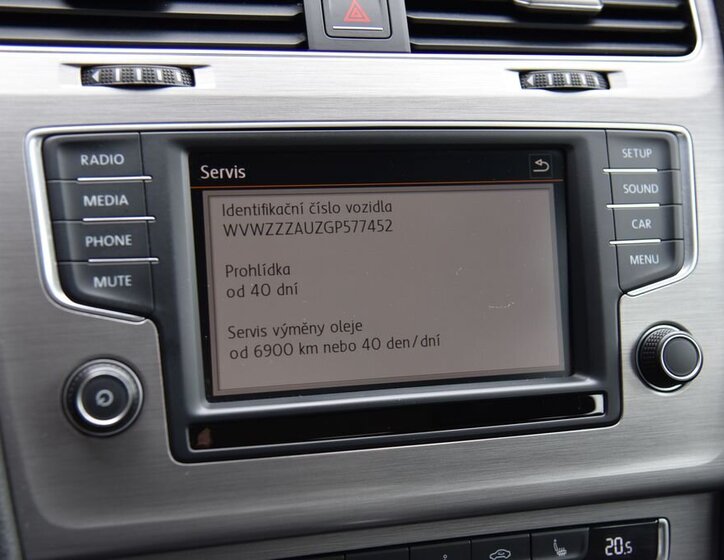 Servis
RADIO
MEDIA
PHONE
MUTE
Identifikační číslo vozidla
WVWZZZAUZGP577452
Prohlídka
od 40 dní
Servis výměny oleje
od 6900 km nebo 40 den/dní
SETUP
SOUND
CAR
MENU
20.5